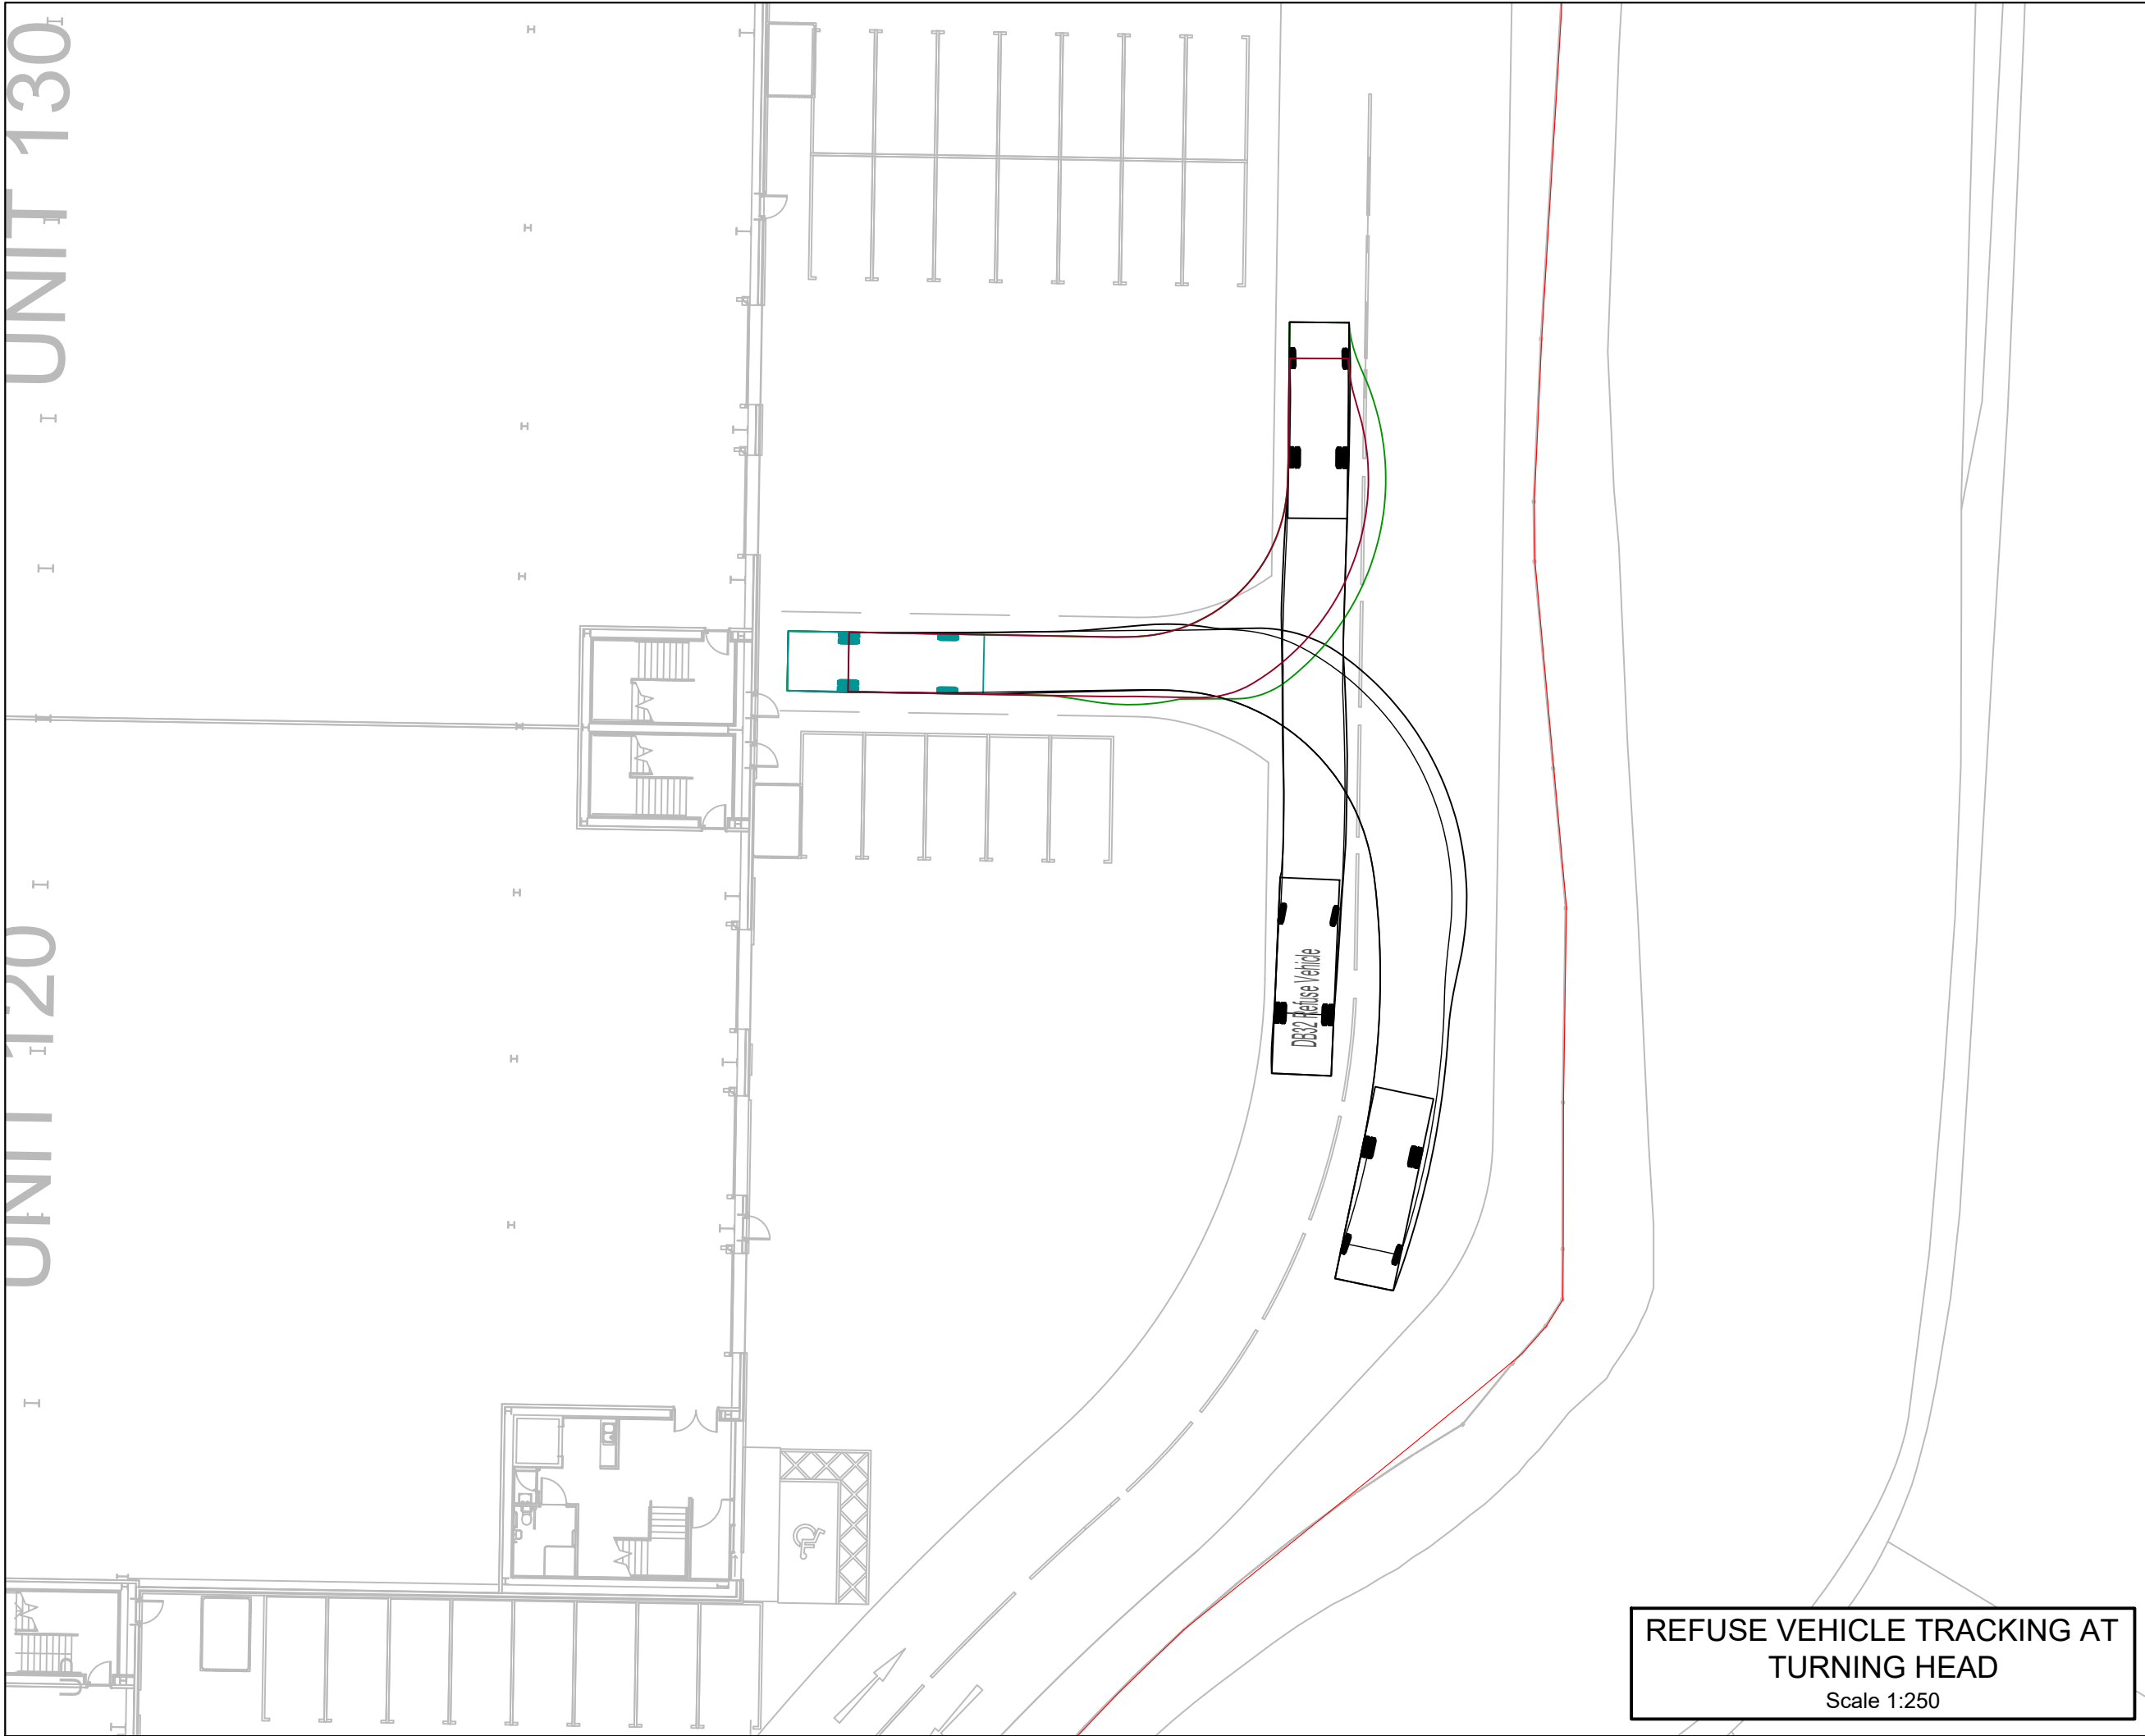 UNIT 130
UNIT 120
DB32 Refuse Vehicle
REFUSE VEHICLE TRACKING AT
TURNING HEAD
Scale 1:250